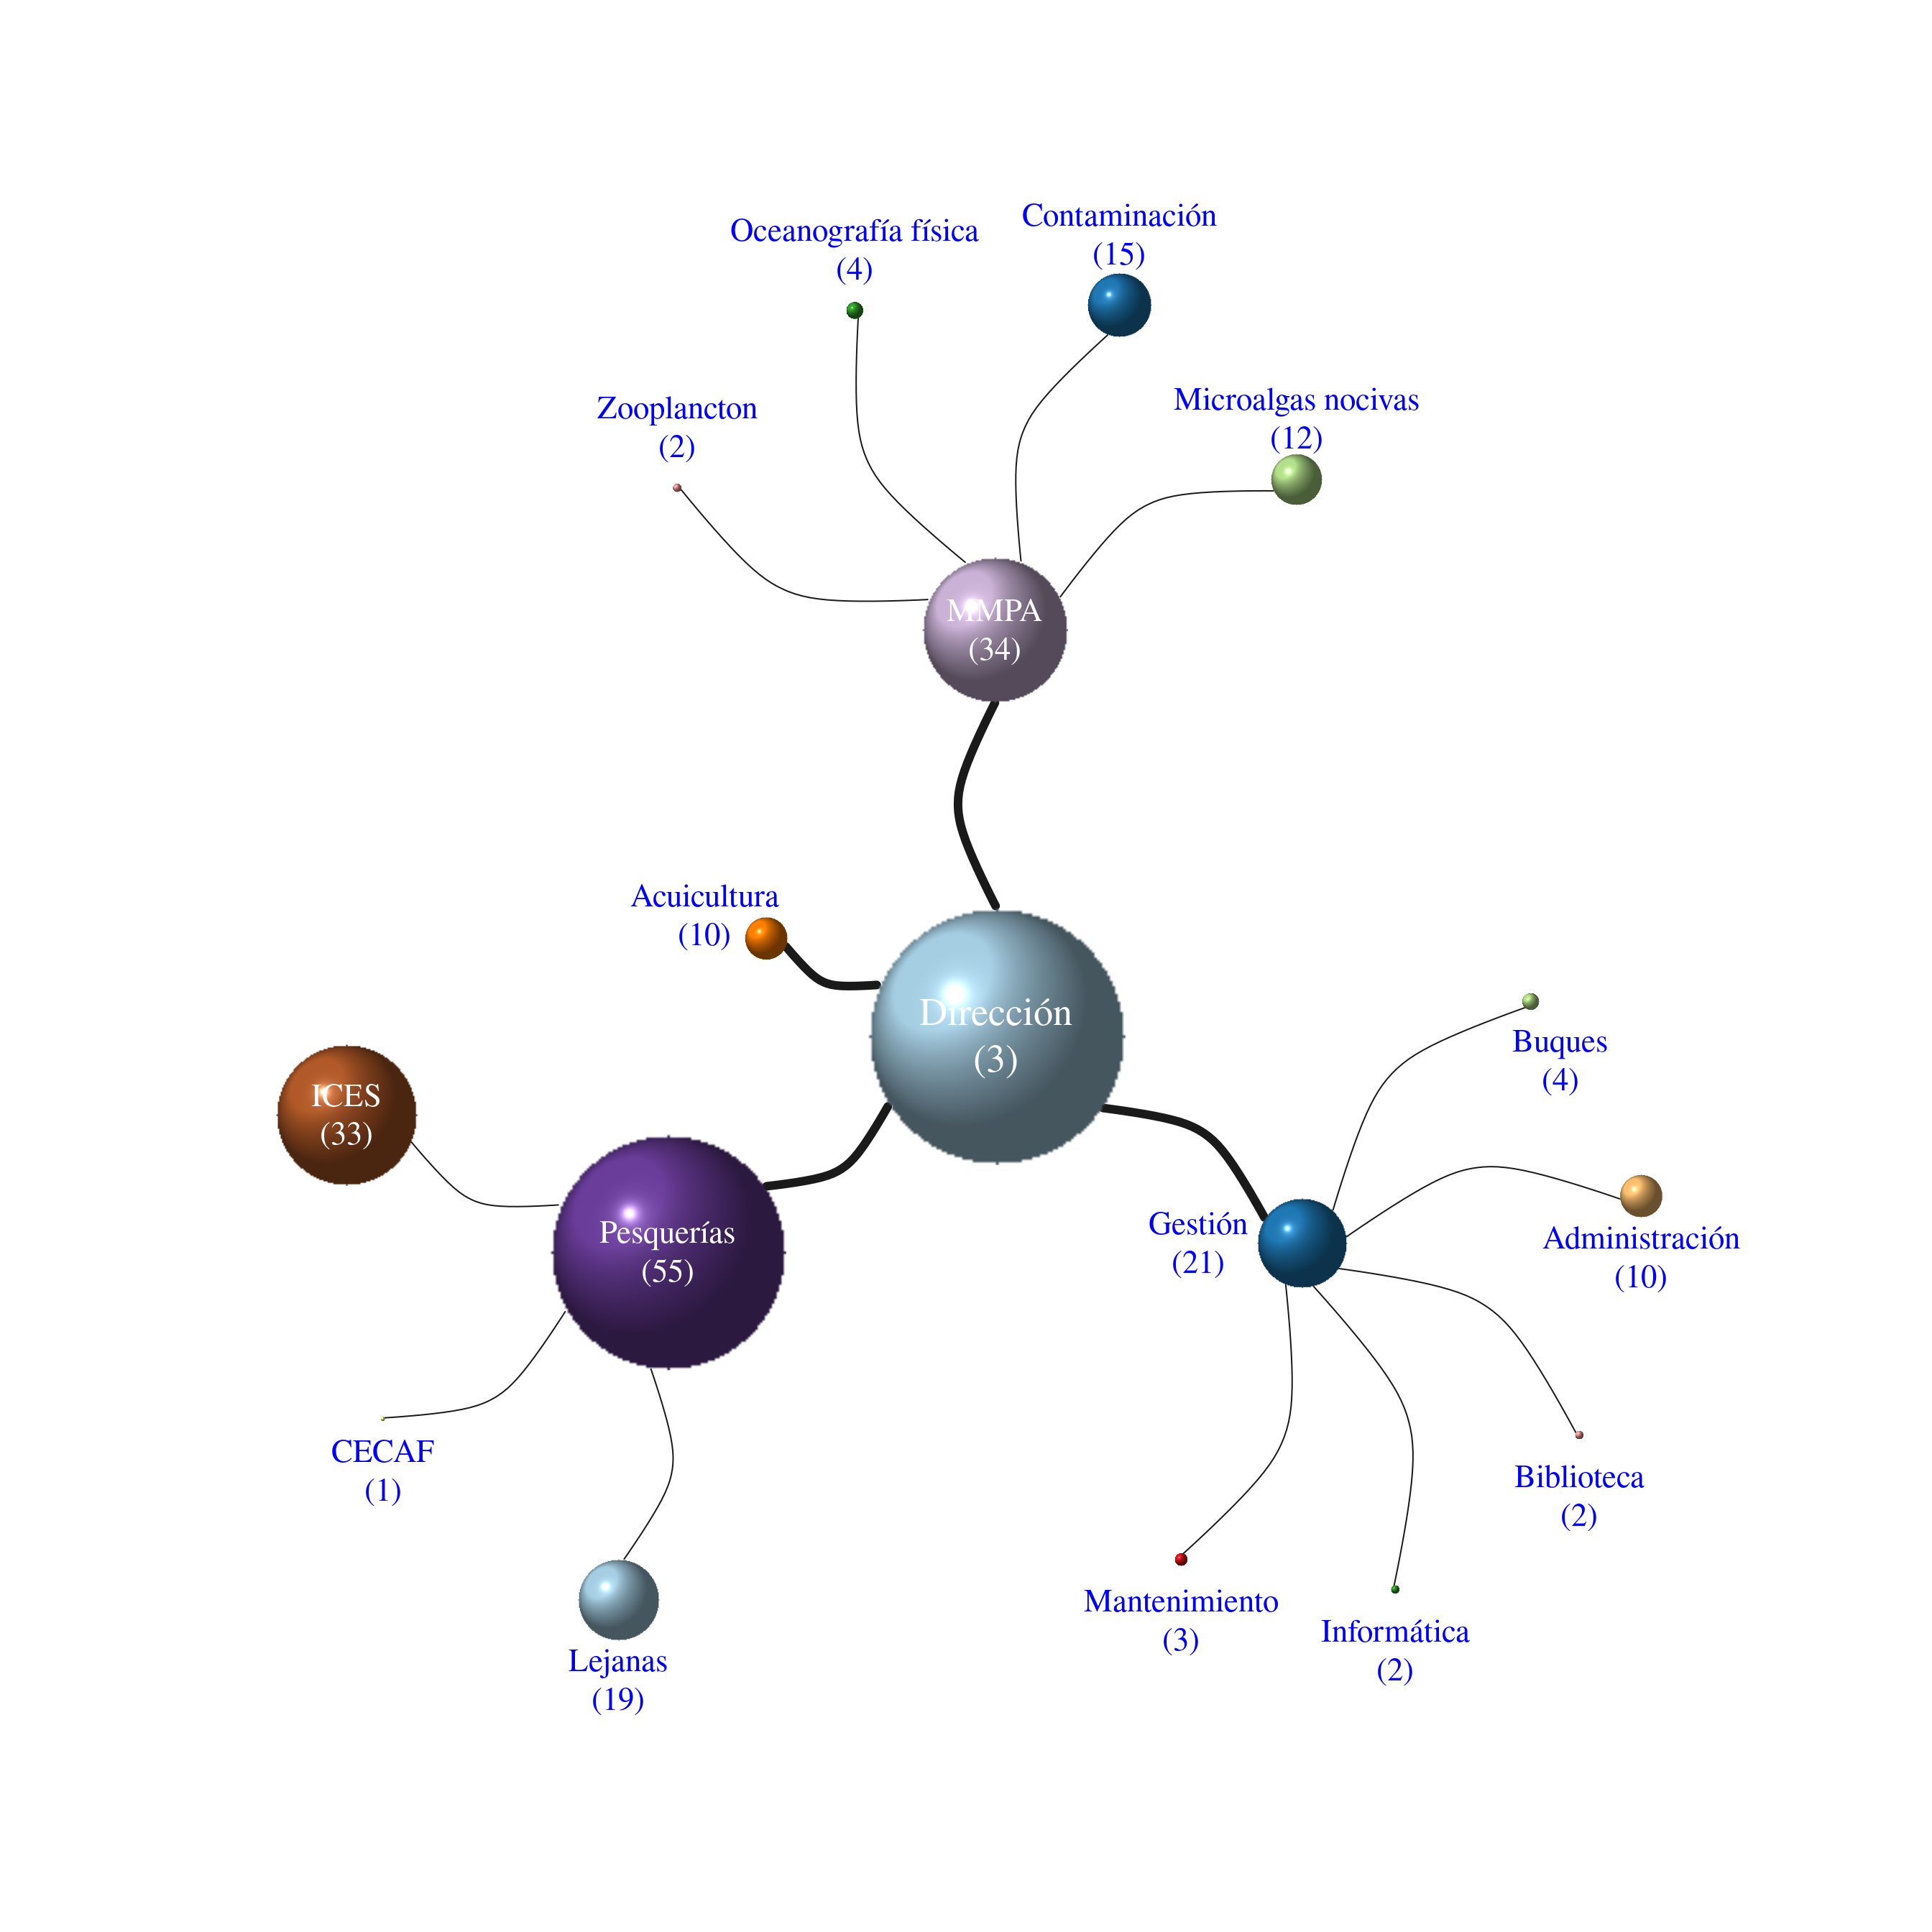 Contaminación
(15)
Oceanografía física
(4)
Microalgas nocivas
(12)
Zooplancton
(2)
MMPA
(34)
Acuicultura
(10)
Dirección
(3)
Buques
(4)
ICES
(33)
Pesquerías
(55)
Gestión
(21)
Administración
(10)
CECAF
(1)
Biblioteca
(2)
Mantenimiento
(3)
Informática
(2)
Lejanas
(19)